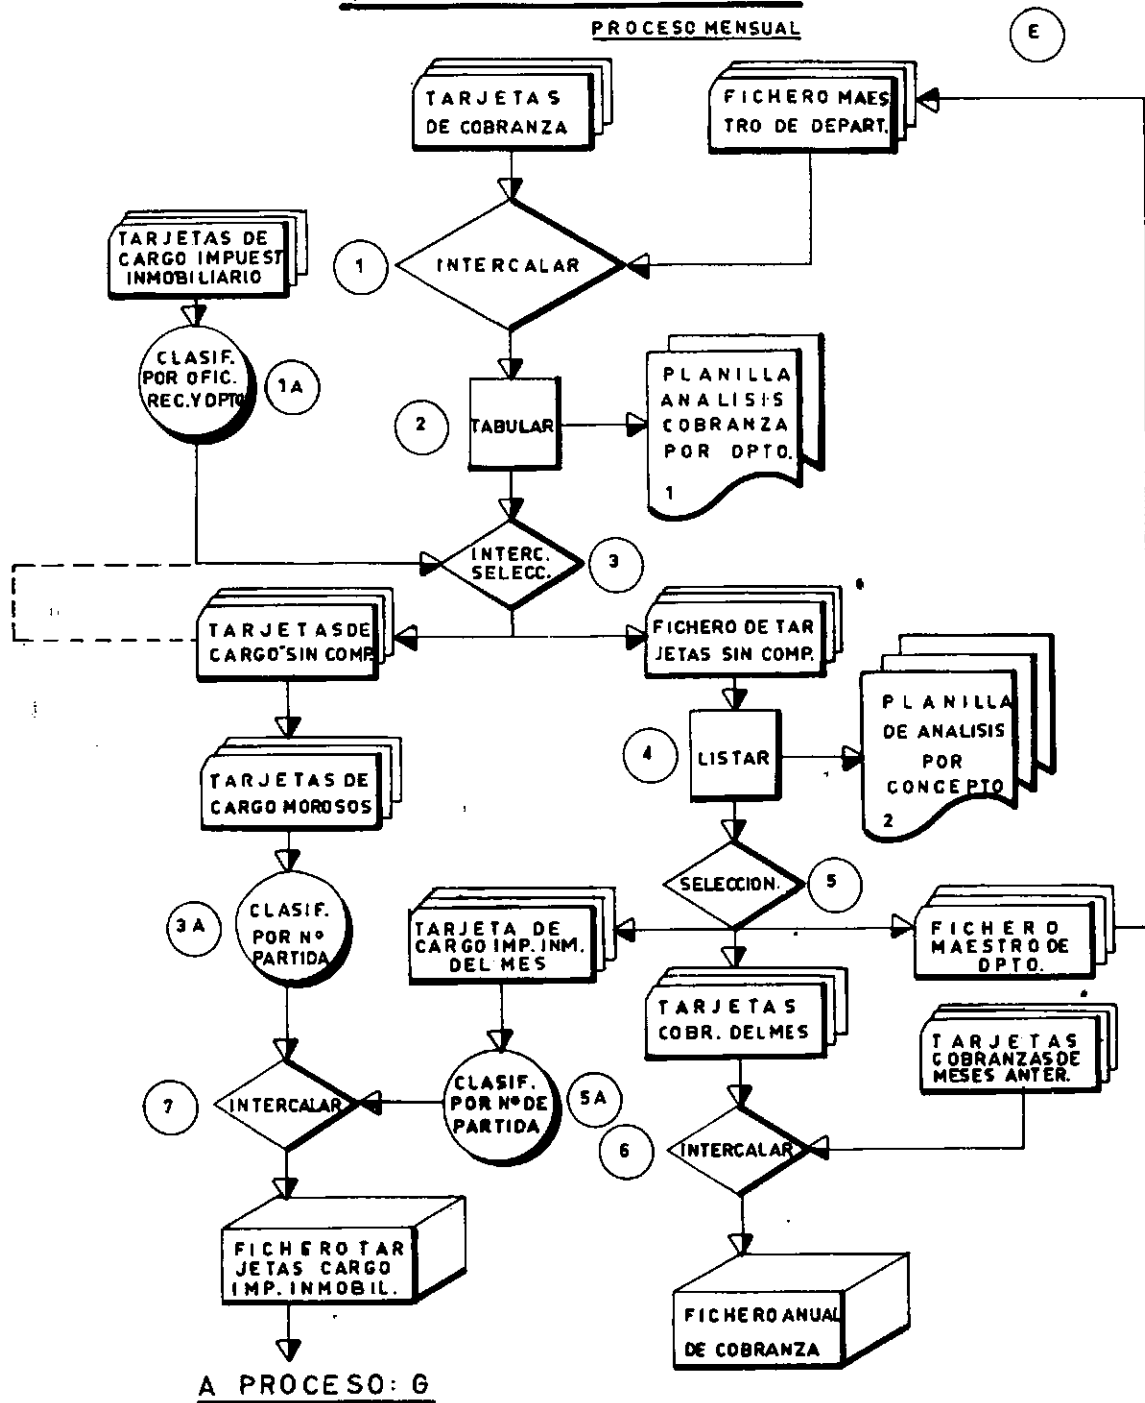 PROCESO MENSUAL
E
TARJETAS
DE COBRANZA
FICHERO MAES
TRO DE DEPART.
TARJETAS DE
CARGO IMPUEST
INMOBILIARIO
1
INTERCALAR
CLASIF.
POR OFIC.
REC.Y DPTO
1A
2
TABULAR
PLANILLA
ANALISIS
COBRANZA
POR DPTO.
1
INTERC.
SELECC.
3
TARJETAS DE
CARGO SIN COMP.
FICHERO DE TAR
JETAS SIN COMP.
4
LISTAR
PLANILLA
DE ANALISIS
POR
CONCEPTO
2
TARJETAS DE
CARGO MOROSOS
SELECCION.
5
3A
CLASIF.
POR Nº
PARTIDA
TARJETA DE
CARGO IMP. INM.
DEL MES
FICHERO
MAESTRO DE
DPTO.
TARJETAS
COBR. DEL MES
TARJETAS
COBRANZAS DE
MESES ANTER.
7
INTERCALAR
CLASIF.
POR Nº DE
PARTIDA
5A
6
INTERCALAR
FICHERO TAR
JETAS CARGO
IMP. INMOBIL.
FICHERO ANUAL
DE COBRANZA
A PROCESO: G